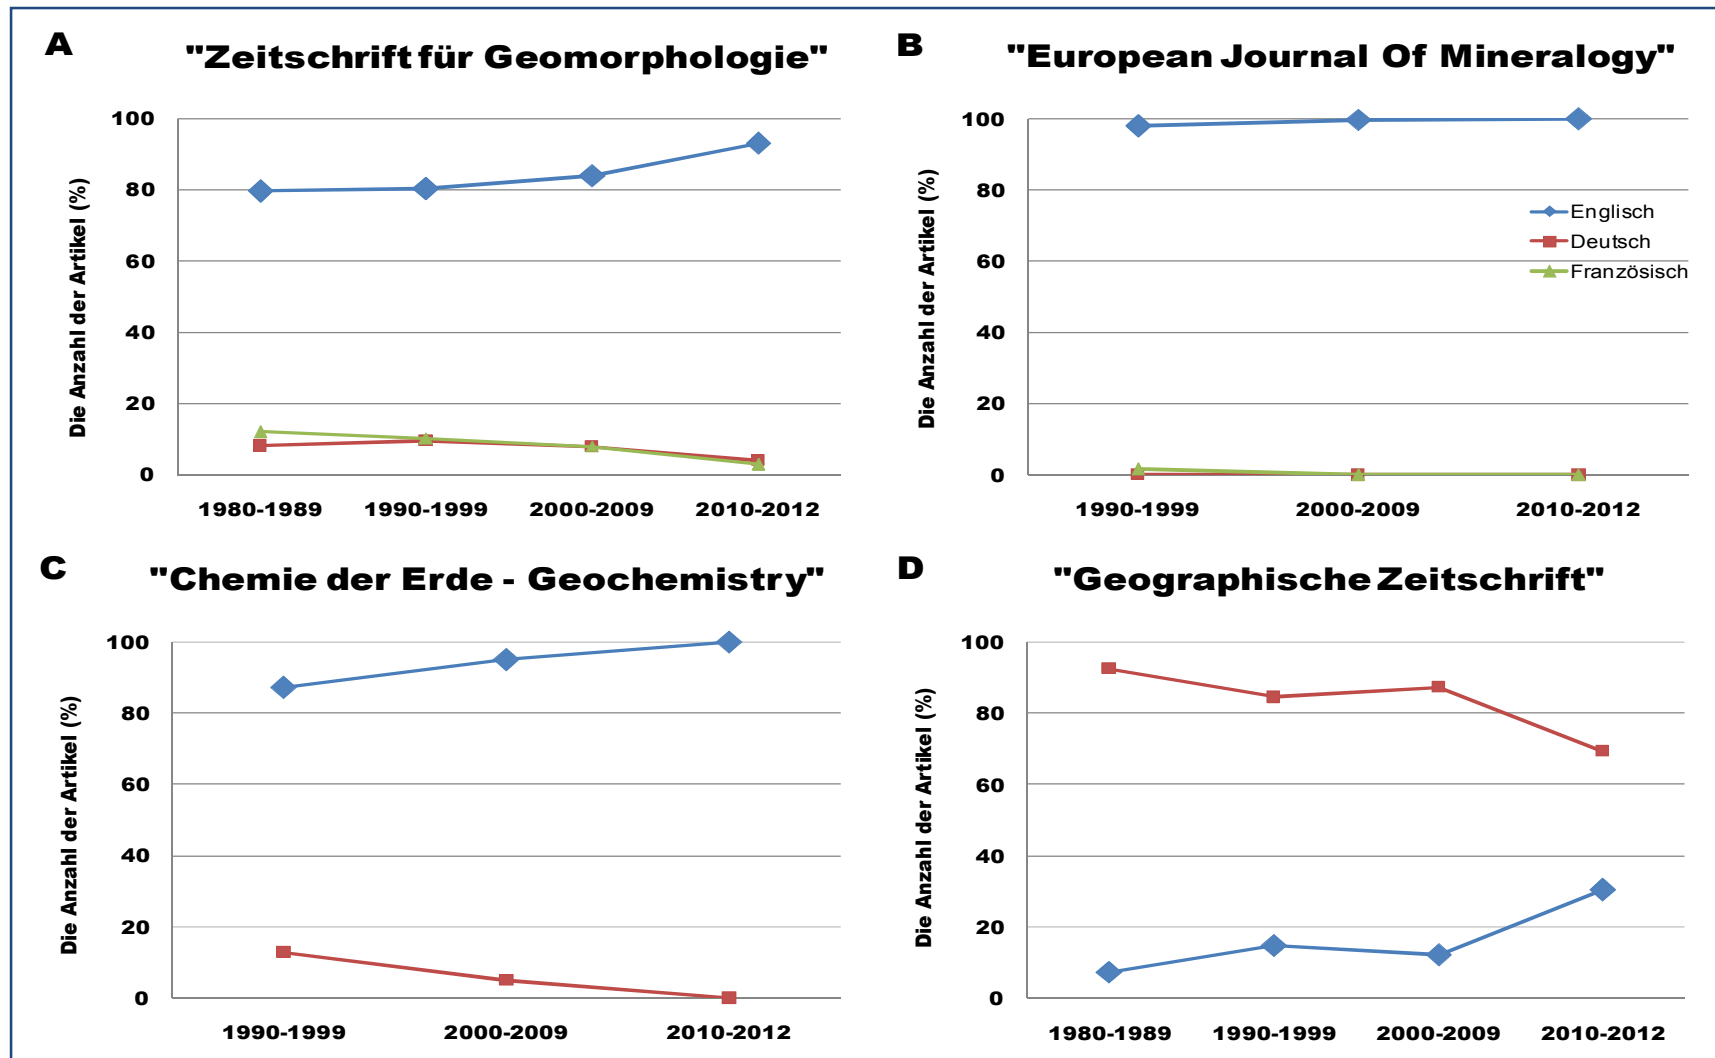 A
"Zeitschrift für Geomorphologie"
Die Anzahl der Artikel (%)
100
80
60
40
20
0
1980-1989 1990-1999 2000-2009 2010-2012
B
"European Journal Of Mineralogy"
Die Anzahl der Artikel (%)
100
80
60
40
20
0
Englisch
Deutsch
Französisch
1990-1999 2000-2009 2010-2012
C
"Chemie der Erde - Geochemistry"
Die Anzahl der Artikel (%)
100
80
60
40
20
0
1990-1999 2000-2009 2010-2012
D
"Geographische Zeitschrift"
Die Anzahl der Artikel (%)
100
80
60
40
20
0
1980-1989 1990-1999 2000-2009 2010-2012